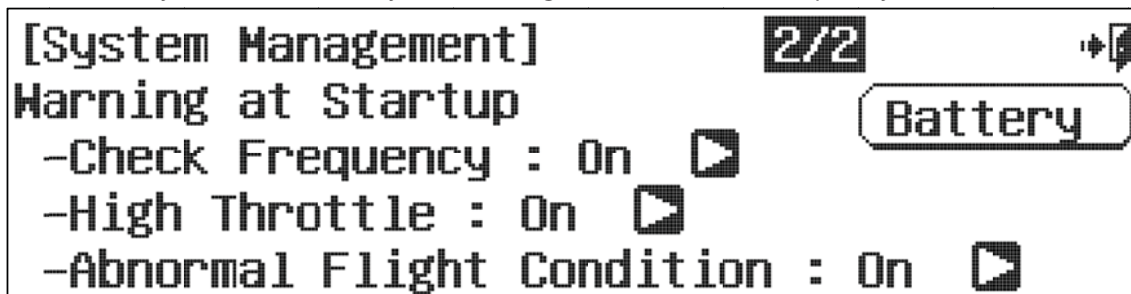 [System Management] 2/2
Warning at Startup
Battery
-Check Frequency : On
-High Throttle : On
-Abnormal Flight Condition : On